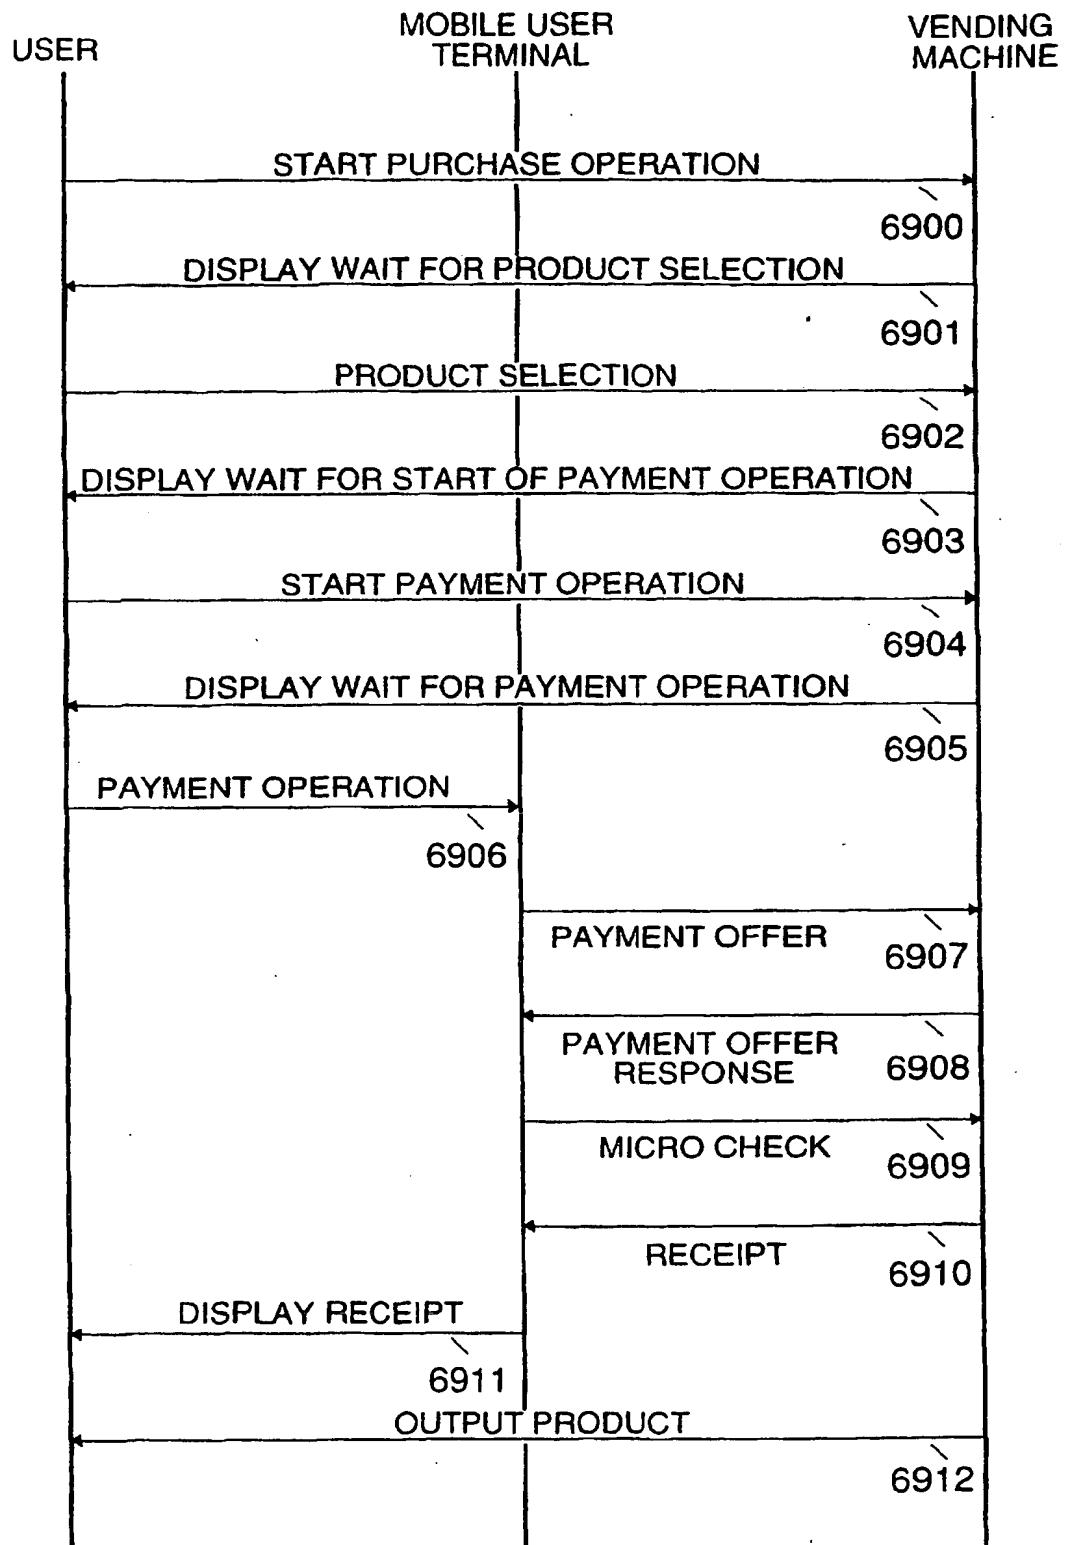 USER
MOBILE USER
TERMINAL
VENDING
MACHINE
START PURCHASE OPERATION
6900
DISPLAY WAIT FOR PRODUCT SELECTION
6901
PRODUCT SELECTION
6902
DISPLAY WAIT FOR START OF PAYMENT OPERATION
6903
START PAYMENT OPERATION
6904
DISPLAY WAIT FOR PAYMENT OPERATION
6905
PAYMENT OPERATION
6906
PAYMENT OFFER
6907
PAYMENT OFFER
RESPONSE
6908
MICRO CHECK
6909
RECEIPT
6910
DISPLAY RECEIPT
6911
OUTPUT PRODUCT
6912